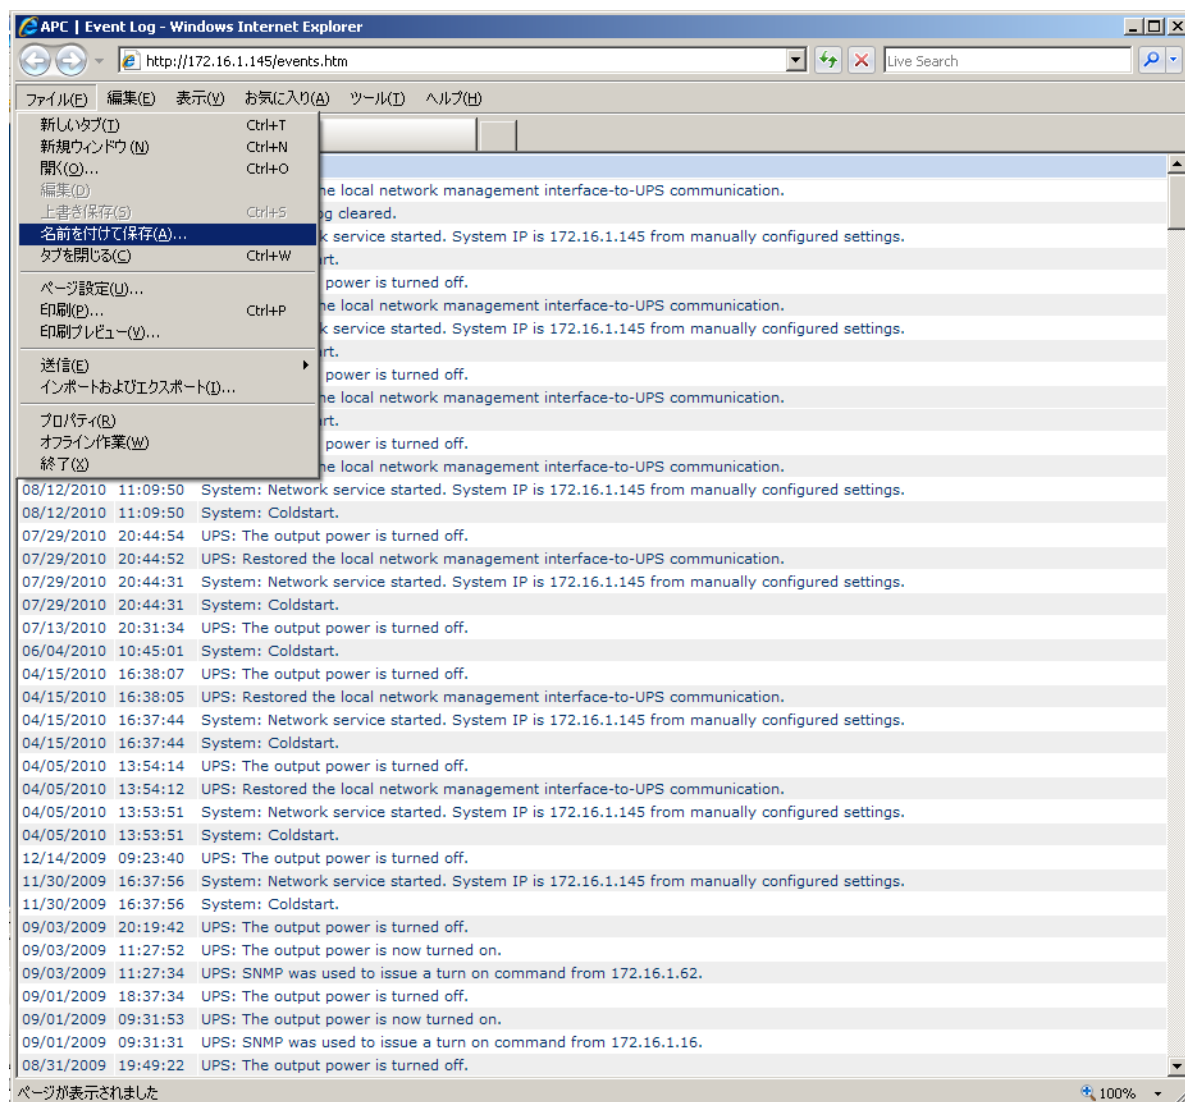 APC | Event Log - Windows Internet Explorer
http://172.16.1.145/events.htm
Live Search
ファイル(F) 編集(E) 表示(V) お気に入り(A) ツール(T) ヘルプ(H)
新しいタブ(T) Ctrl+T
新規ウィンドウ(N) Ctrl+N
開く(O)... Ctrl+O
編集(D)
上書き保存(S) Ctrl+S
名前を付けて保存(A)...
タブを閉じる(C) Ctrl+W
ページ設定(U)...
印刷(P)... Ctrl+P
印刷プレビュー(V)...
送信(E)
インポートおよびエクスポート(I)...
プロパティ(R)
オフライン作業(W)
終了(X)
he local network management interface-to-UPS communication.
og cleared.
k service started. System IP is 172.16.1.145 from manually configured settings.
rt.
power is turned off.
he local network management interface-to-UPS communication.
k service started. System IP is 172.16.1.145 from manually configured settings.
rt.
power is turned off.
he local network management interface-to-UPS communication.
rt.
power is turned off.
he local network management interface-to-UPS communication.
08/12/2010 11:09:50 System: Network service started. System IP is 172.16.1.145 from manually configured settings.
08/12/2010 11:09:50 System: Coldstart.
07/29/2010 20:44:54 UPS: The output power is turned off.
07/29/2010 20:44:52 UPS: Restored the local network management interface-to-UPS communication.
07/29/2010 20:44:31 System: Network service started. System IP is 172.16.1.145 from manually configured settings.
07/29/2010 20:44:31 System: Coldstart.
07/13/2010 20:31:34 UPS: The output power is turned off.
06/04/2010 10:45:01 System: Coldstart.
04/15/2010 16:38:07 UPS: The output power is turned off.
04/15/2010 16:38:05 UPS: Restored the local network management interface-to-UPS communication.
04/15/2010 16:37:44 System: Network service started. System IP is 172.16.1.145 from manually configured settings.
04/15/2010 16:37:44 System: Coldstart.
04/05/2010 13:54:14 UPS: The output power is turned off.
04/05/2010 13:54:12 UPS: Restored the local network management interface-to-UPS communication.
04/05/2010 13:53:51 System: Network service started. System IP is 172.16.1.145 from manually configured settings.
04/05/2010 13:53:51 System: Coldstart.
12/14/2009 09:23:40 UPS: The output power is turned off.
11/30/2009 16:37:56 System: Network service started. System IP is 172.16.1.145 from manually configured settings.
11/30/2009 16:37:56 System: Coldstart.
09/03/2009 20:19:42 UPS: The output power is turned off.
09/03/2009 11:27:52 UPS: The output power is now turned on.
09/03/2009 11:27:34 UPS: SNMP was used to issue a turn on command from 172.16.1.62.
09/01/2009 18:37:34 UPS: The output power is turned off.
09/01/2009 09:31:53 UPS: The output power is now turned on.
09/01/2009 09:31:31 UPS: SNMP was used to issue a turn on command from 172.16.1.16.
08/31/2009 19:49:22 UPS: The output power is turned off.
ページが表示されました 100%